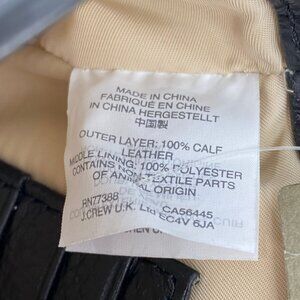 MADE IN CHINA
FABRIQUÉ EN CHINE
IN CHINA HERGESTELLT
中国製
OUTER LAYER: 100% CALF
LEATHER
MIDDLE LINING: 100% POLYESTER
CONTAINS NON-TEXTILE PARTS
OF ANIMAL ORIGIN
RN77388 CA56445
J.CREW U.K. Ltd EC4V 6JA